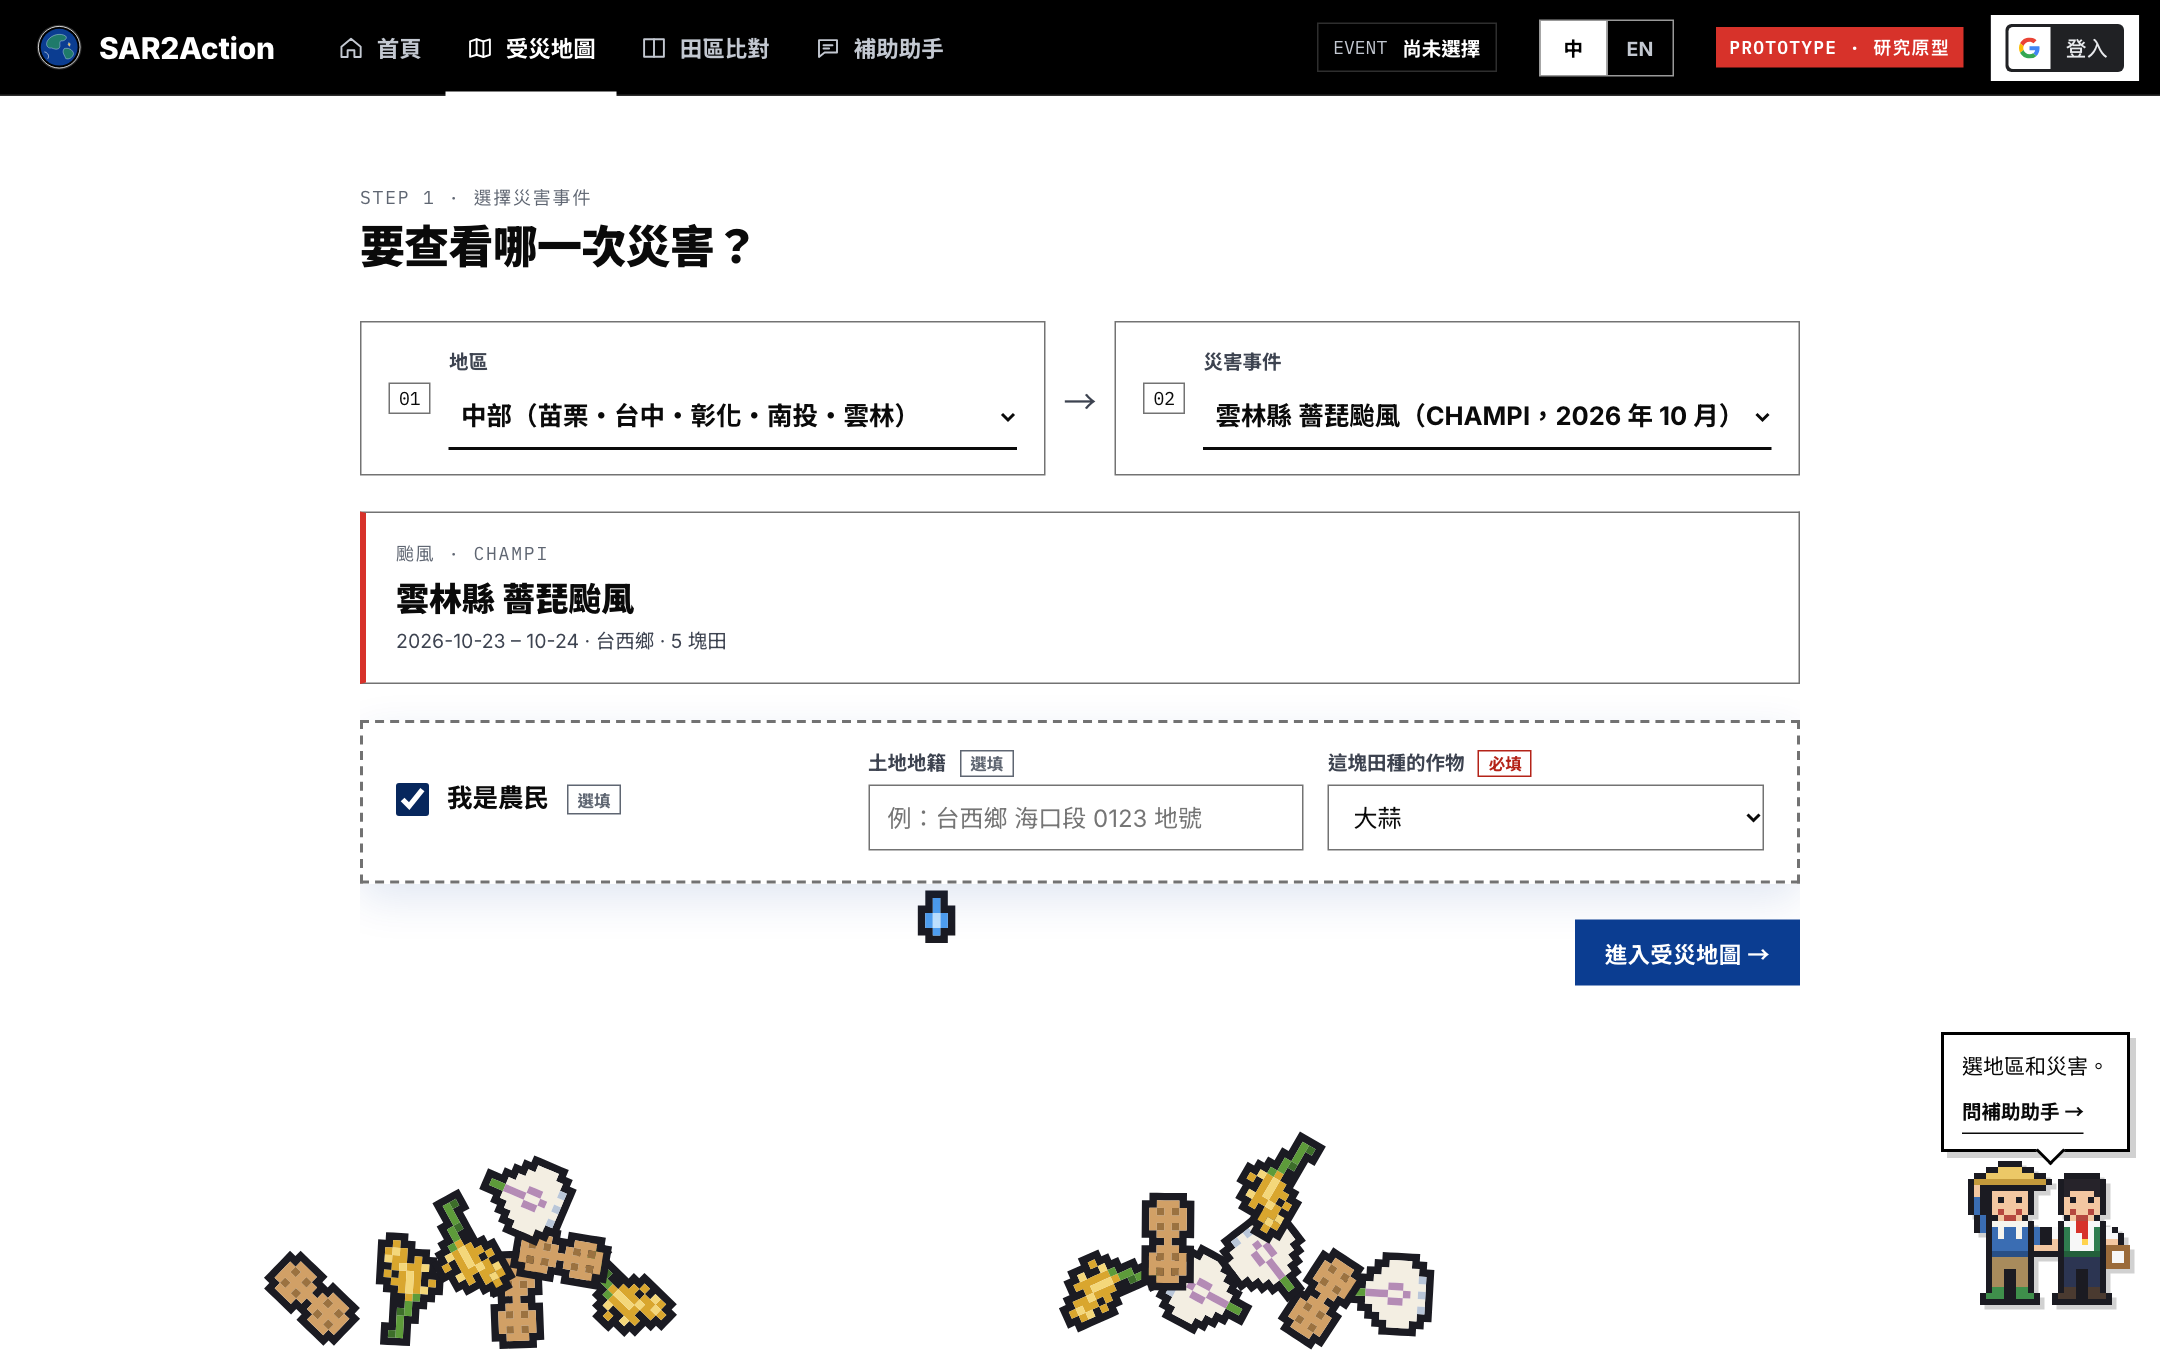 SAR2Action 首頁 受災地圖 田區比對 補助助手 EVENT 尚未選擇 中 EN PROTOTYPE · 研究原型 登入
STEP 1 · 選擇災害事件
要查看哪一次災害？
01 地區
中部（苗栗・台中・彰化・南投・雲林）
→
02 災害事件
雲林縣 薔琵颱風（CHAMPI，2026 年 10 月）
颱風 · CHAMPI
雲林縣 薔琵颱風
2026-10-23 – 10-24 · 台西鄉 · 5 塊田
我是農民 選填
土地地籍 選填
例：台西鄉 海口段 0123 地號
這塊田種的作物 必填
大蒜
進入受災地圖 →
選地區和災害。
問補助助手 →